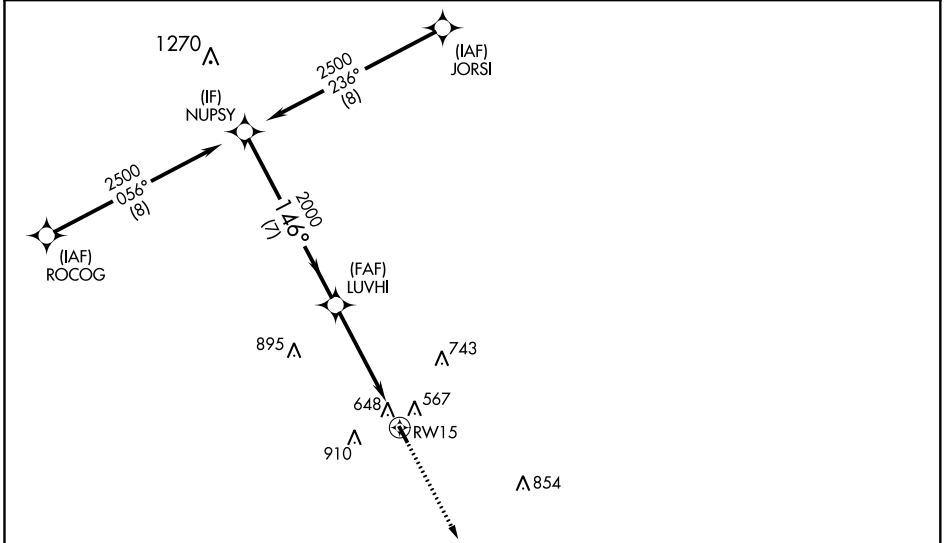 1270
(IAF)
JORSI
2500
236°
(8)
(IF)
NUPSY
2500
056°
(8)
2000
146°
(7)
(IAF)
ROCOG
(FAF)
LUVHI
895
743
648
567
RW15
910
854